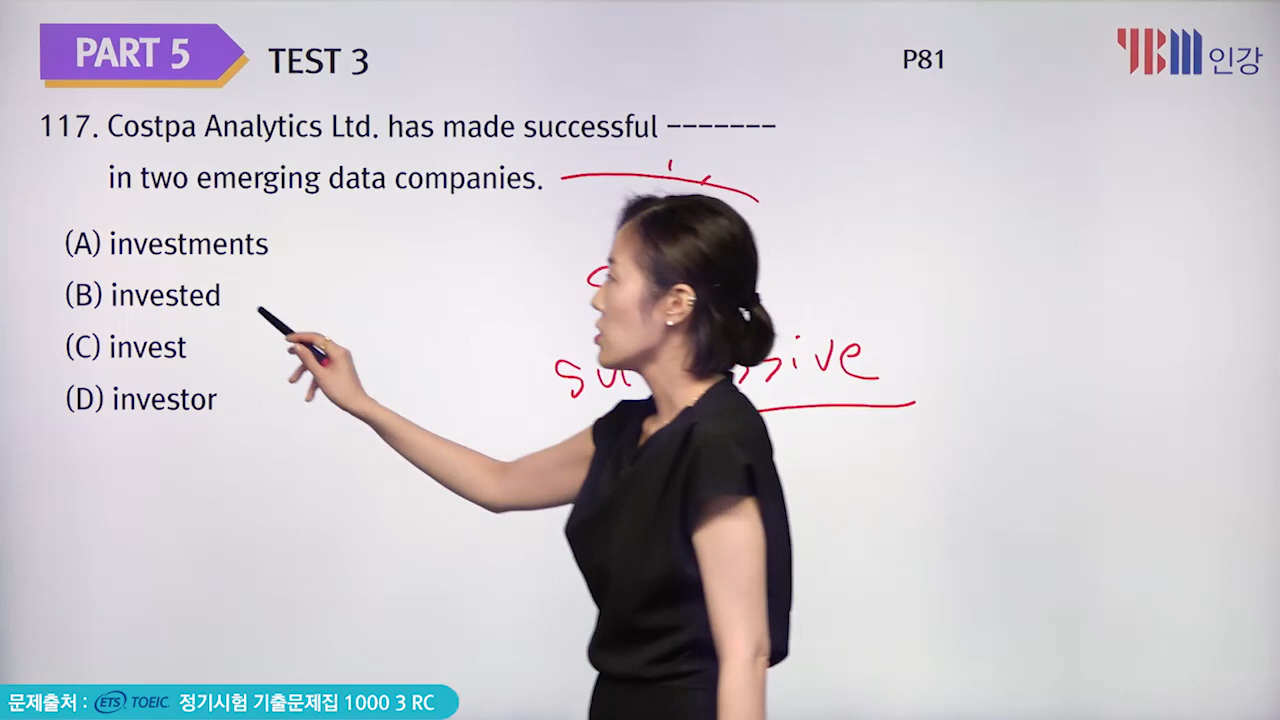 PART 5
TEST 3
P81
YBM 인강
117. Costpa Analytics Ltd. has made successful -------
in two emerging data companies.
(A) investments
(B) invested
(C) invest
(D) investor
문제출처 : ETS TOEIC 정기시험 기출문제집 1000 3 RC